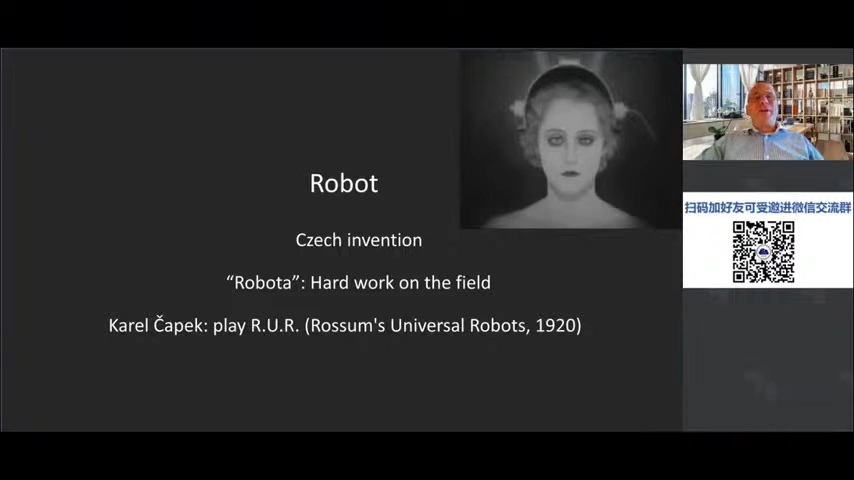 Robot
Czech invention
“Robota”: Hard work on the field
Karel Čapek: play R.U.R. (Rossum's Universal Robots, 1920)
扫码加好友可受邀进微信交流群